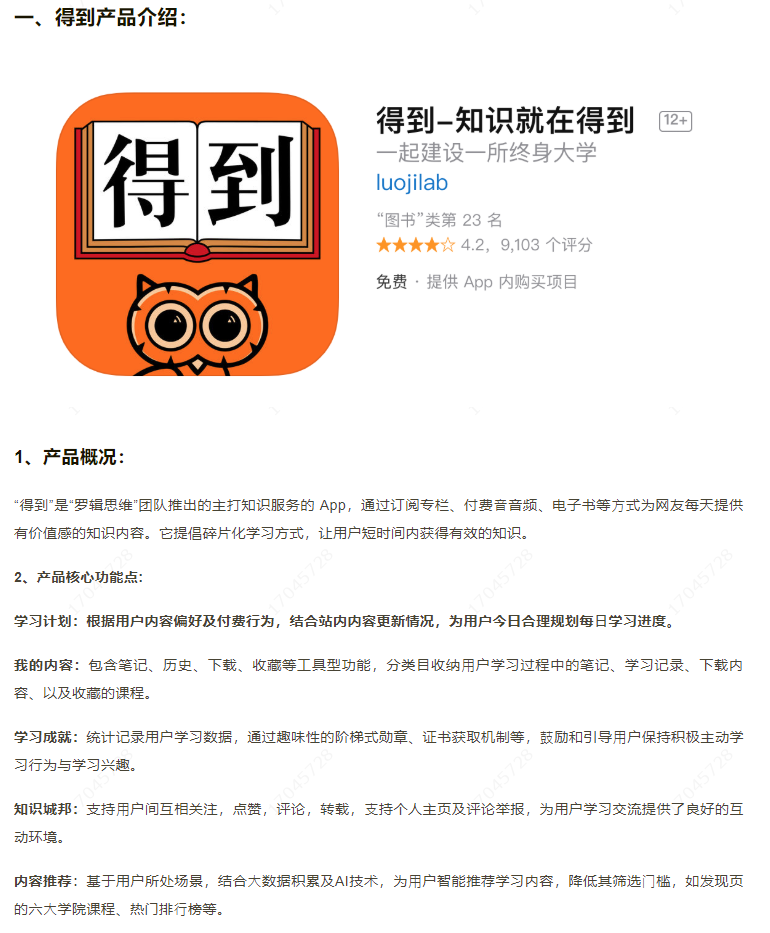 一、得到产品介绍：
得到
得到-知识就在得到 12+
一起建设一所终身大学
luojilab
“图书”类第 23 名
★★★★☆ 4.2，9,103 个评分
免费 · 提供 App 内购买项目
1、产品概况：
“得到”是“罗辑思维”团队推出的主打知识服务的 App，通过订阅专栏、付费音音频、电子书等方式为网友每天提供
有价值感的知识内容。它提倡碎片化学习方式，让用户短时间内获得有效的知识。
2、产品核心功能点：
学习计划：根据用户内容偏好及付费行为，结合站内内容更新情况，为用户今日合理规划每日学习进度。
我的内容：包含笔记、历史、下载、收藏等工具型功能，分类目收纳用户学习过程中的笔记、学习记录、下载内
容、以及收藏的课程。
学习成就：统计记录用户学习数据，通过趣味性的阶梯式勋章、证书获取机制等，鼓励和引导用户保持积极主动学
习行为与学习兴趣。
知识城邦：支持用户间互相关注，点赞，评论，转载，支持个人主页及评论举报，为用户学习交流提供了良好的互
动环境。
内容推荐：基于用户所处场景，结合大数据积累及AI技术，为用户智能推荐学习内容，降低其筛选门槛，如发现页
的六大学院课程、热门排行榜等。
17045728
17045728
17045728
17045728
17045728
17045728